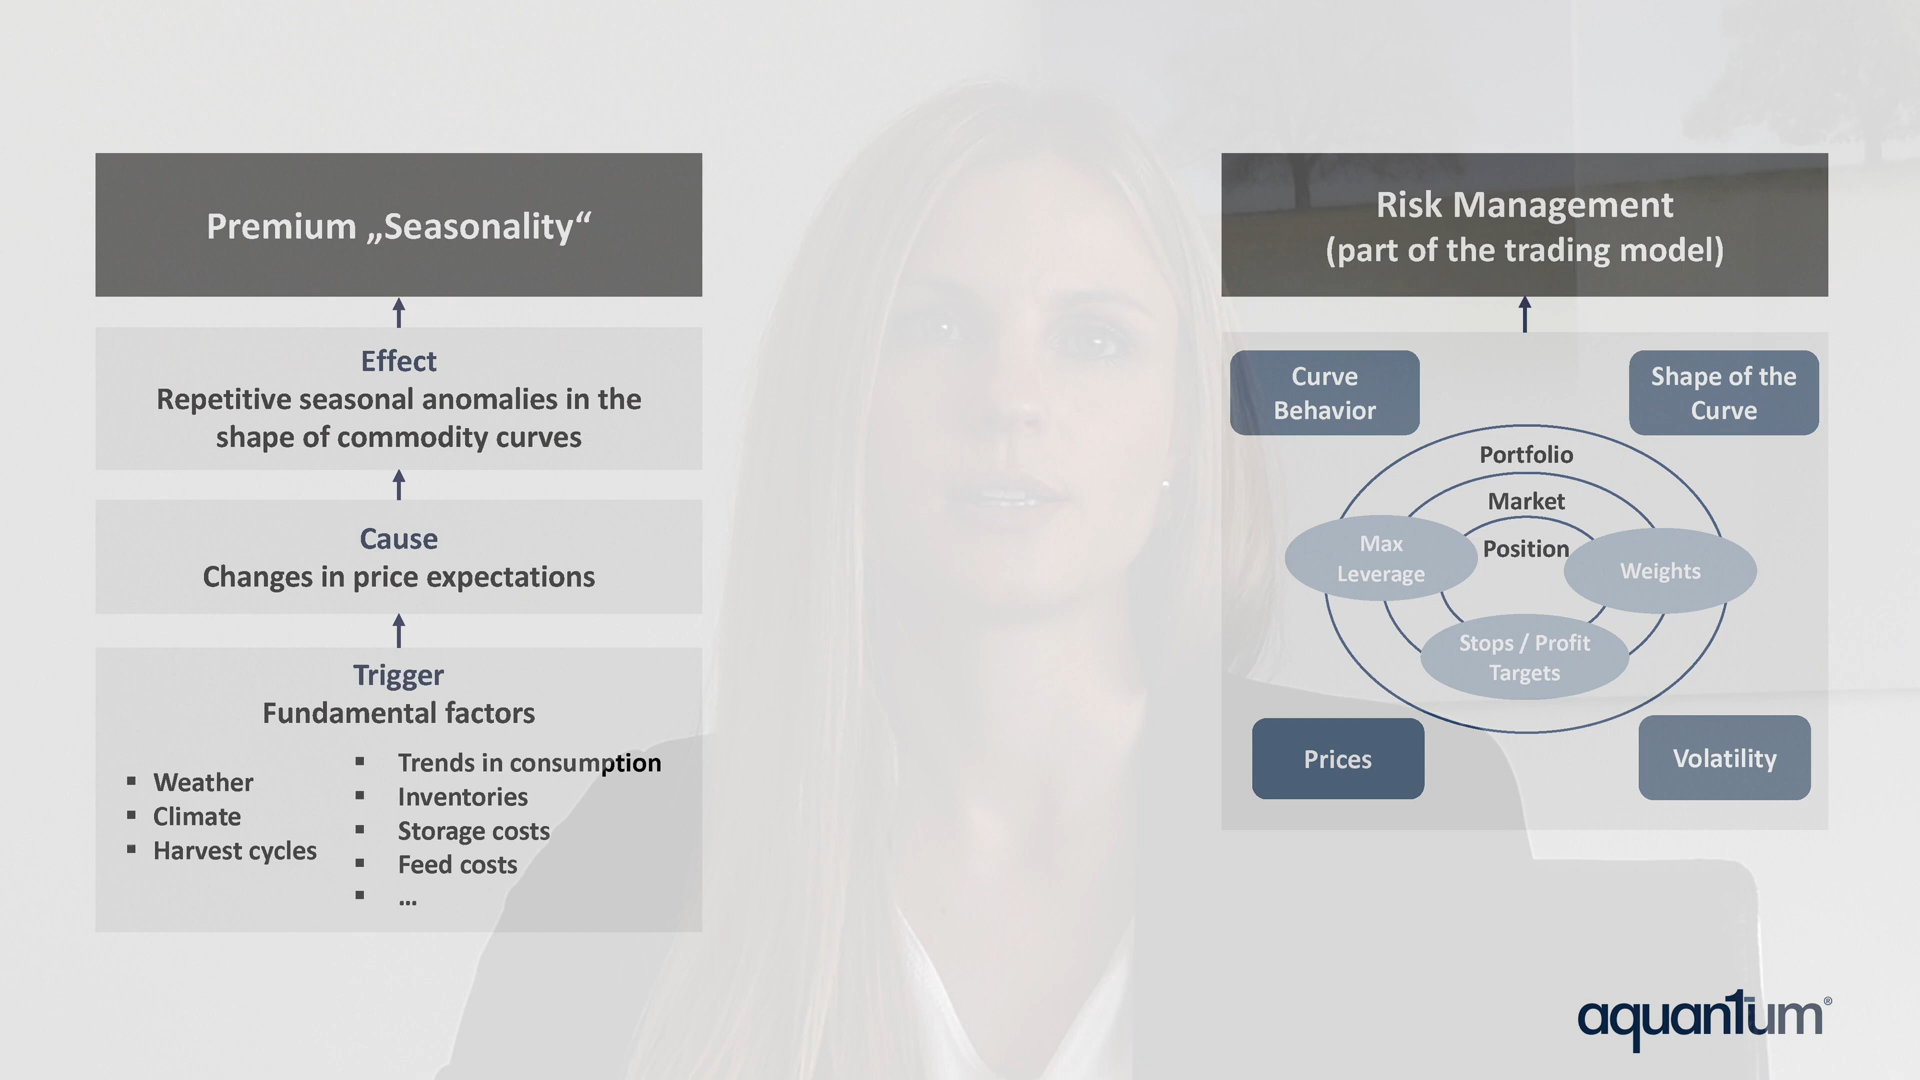 Premium „Seasonality“
Effect
Repetitive seasonal anomalies in the
shape of commodity curves
Cause
Changes in price expectations
Trigger
Fundamental factors
▪ Weather
▪ Climate
▪ Harvest cycles
▪ Trends in consumption
▪ Inventories
▪ Storage costs
▪ Feed costs
▪ ...
Risk Management
(part of the trading model)
Curve
Behavior
Shape of the
Curve
Portfolio
Market
Position
Max
Leverage
Weights
Stops / Profit
Targets
Prices
Volatility
aquantum®